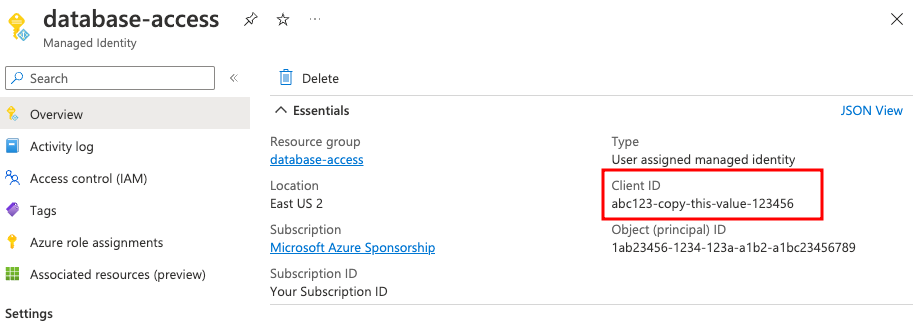 database-access
Managed Identity
Search
Delete
Overview
Activity log
Access control (IAM)
Tags
Azure role assignments
Associated resources (preview)
Settings
Essentials
JSON View
Resource group
database-access
Location
East US 2
Subscription
Microsoft Azure Sponsorship
Subscription ID
Your Subscription ID
Type
User assigned managed identity
Client ID
abc123-copy-this-value-123456
Object (principal) ID
1ab23456-1234-123a-a1b2-a1bc23456789